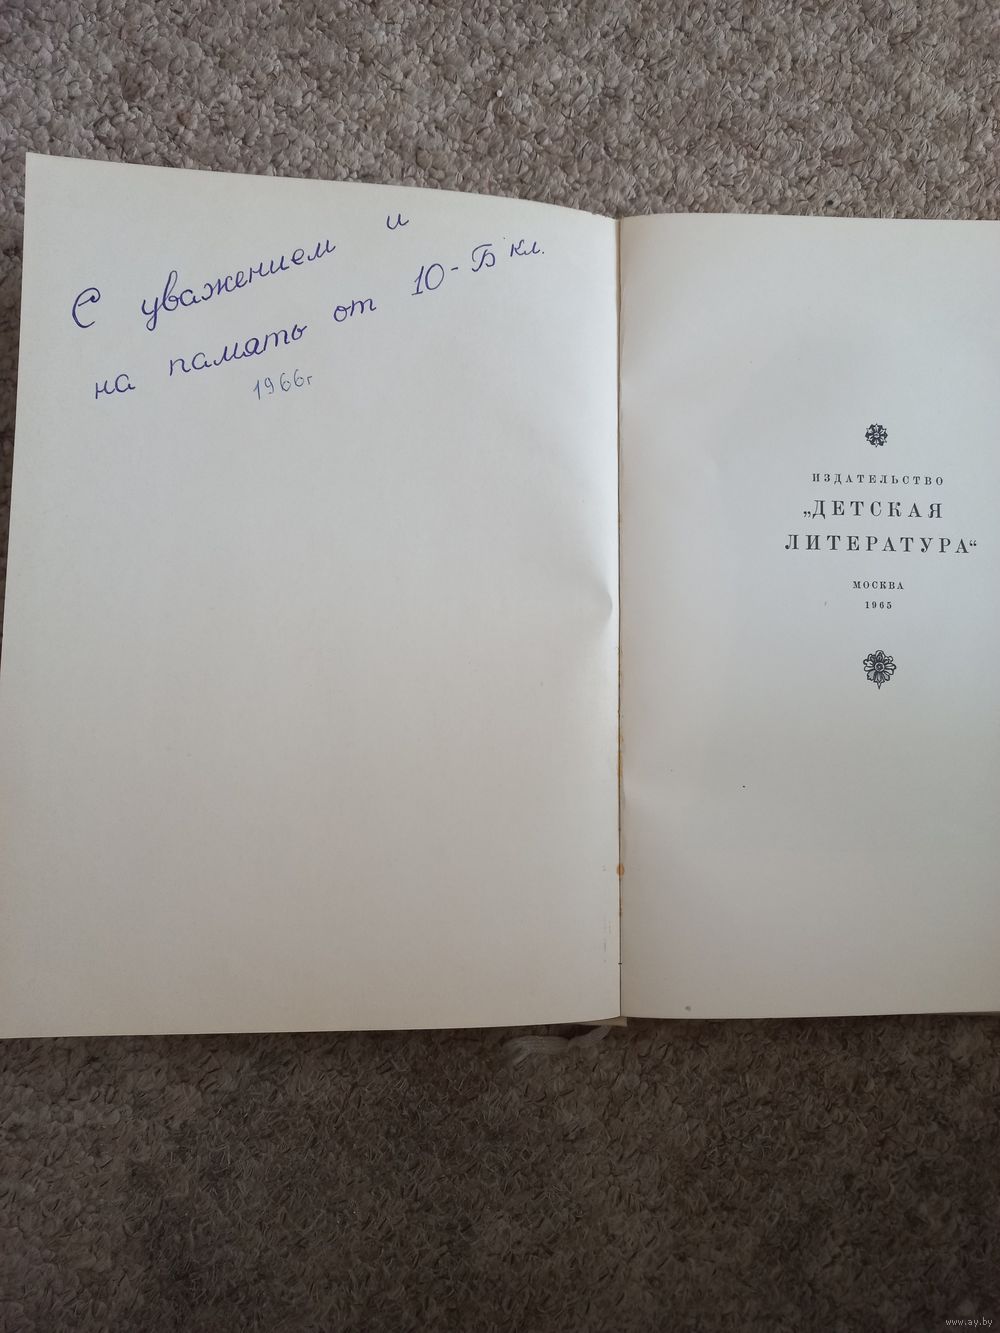 С уважением и
на память от 10-Б кл.
1966г
ИЗДАТЕЛЬСТВО
„ДЕТСКАЯ
ЛИТЕРАТУРА“
МОСКВА
1965
www.ay.by